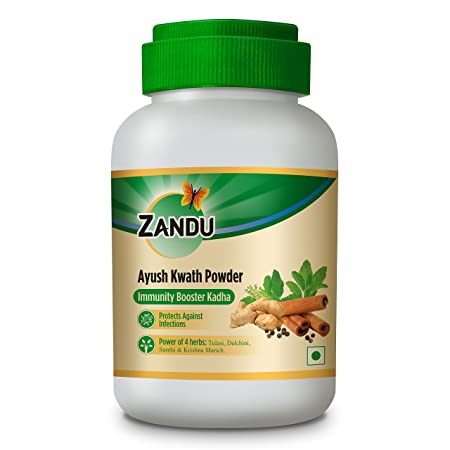 ZANDU
Ayush Kwath Powder
Immunity Booster Kadha
Protects Against
Infections
Power of 4 herbs: Tulasi, Dalchini,
Sunthi & Krishna Marich.